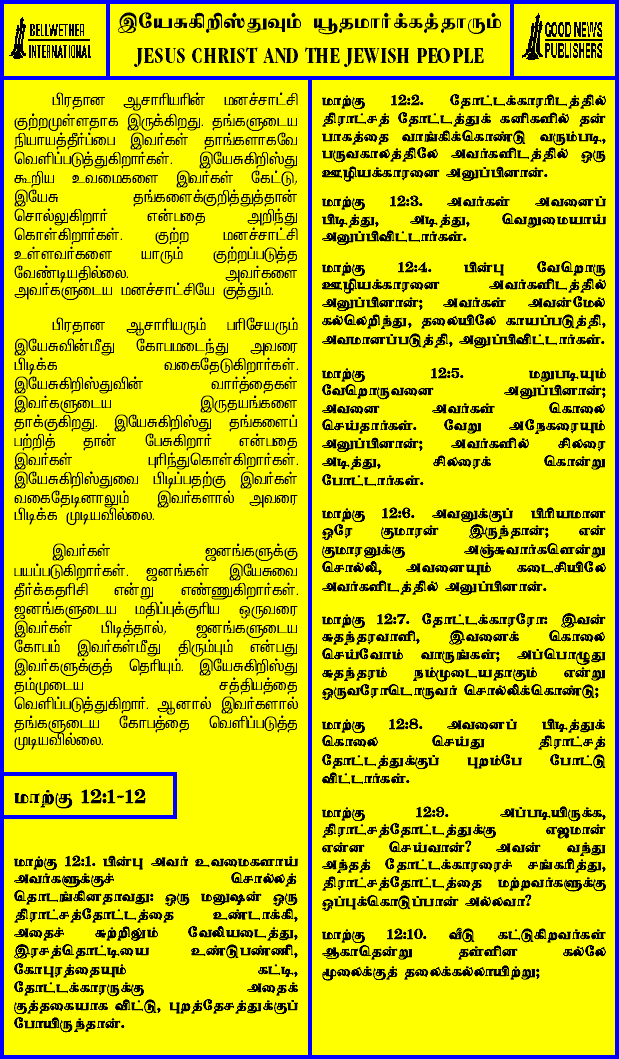 BELLWETHER
INTERNATIONAL
இயேசுகிறிஸ்துவும் யூதமார்க்கத்தாரும்
JESUS CHRIST AND THE JEWISH PEOPLE
GOOD NEWS
PUBLISHERS
பிரதான ஆசாரியரின் மனச்சாட்சி
குற்றமுள்ளதாக இருக்கிறது. தங்களுடைய
நியாயத்தீர்ப்பை இவர்கள் தாங்களாகவே
வெளிப்படுத்துகிறார்கள். இயேசுகிறிஸ்து
கூறிய உவமைகளை இவர்கள் கேட்டு,
இயேசு தங்களைக்குறித்துத்தான்
சொல்லுகிறார் என்பதை அறிந்து
கொள்கிறார்கள். குற்ற மனச்சாட்சி
உள்ளவர்களை யாரும் குற்றப்படுத்த
வேண்டியதில்லை. அவர்களை
அவர்களுடைய மனச்சாட்சியே குத்தும்.
பிரதான ஆசாரியரும் பரிசேயரும்
இயேசுவின்மீது கோபமடைந்து அவரை
பிடிக்க வகைதேடுகிறார்கள்.
இயேசுகிறிஸ்துவின் வார்த்தைகள்
இவர்களுடைய இருதயங்களை
தாக்குகிறது. இயேசுகிறிஸ்து தங்களைப்
பற்றித் தான் பேசுகிறார் என்பதை
இவர்கள் புரிந்துகொள்கிறார்கள்.
இயேசுகிறிஸ்துவை பிடிப்பதற்கு இவர்கள்
வகைதேடினாலும் இவர்களால் அவரை
பிடிக்க முடியவில்லை.
இவர்கள் ஜனங்களுக்கு
பயப்படுகிறார்கள். ஜனங்கள் இயேசுவை
தீர்க்கதரிசி என்று எண்ணுகிறார்கள்.
ஜனங்களுடைய மதிப்புக்குரிய ஒருவரை
இவர்கள் பிடித்தால், ஜனங்களுடைய
கோபம் இவர்கள்மீது திரும்பும் என்பது
இவர்களுக்குத் தெரியும். இயேசுகிறிஸ்து
தம்முடைய சத்தியத்தை
வெளிப்படுத்துகிறார். ஆனால் இவர்களால்
தங்களுடைய கோபத்தை வெளிப்படுத்த
முடியவில்லை.
மாற்கு 12:1-12
மாற்கு 12:1. பின்பு அவர் உவமைகளாய்
அவர்களுக்குச் சொல்லத்
தொடங்கினதாவது: ஒரு மனுஷன் ஒரு
திராட்சத்தோட்டத்தை உண்டாக்கி,
அதைச் சுற்றிலும் வேலியடைத்து,
இரசத்தொட்டியை உண்டுபண்ணி,
கோபுரத்தையும் கட்டி,
தோட்டக்காரருக்கு அதைக்
குத்தகையாக விட்டு, புறத்தேசத்துக்குப்
போயிருந்தான்.
மாற்கு 12:2. தோட்டக்காரரிடத்தில்
திராட்சத் தோட்டத்துக் கனிகளில் தன்
பாகத்தை வாங்கிக்கொண்டு வரும்படி,
பருவகாலத்திலே அவர்களிடத்தில் ஒரு
ஊழியக்காரனை அனுப்பினான்.
மாற்கு 12:3. அவர்கள் அவனைப்
பிடித்து, அடித்து, வெறுமையாய்
அனுப்பிவிட்டார்கள்.
மாற்கு 12:4. பின்பு வேறொரு
ஊழியக்காரனை அவர்களிடத்தில்
அனுப்பினான்; அவர்கள் அவன்மேல்
கல்லெறிந்து, தலையிலே காயப்படுத்தி,
அவமானப்படுத்தி, அனுப்பிவிட்டார்கள்.
மாற்கு 12:5. மறுபடியும்
வேறொருவனை அனுப்பினான்;
அவனை அவர்கள் கொலை
செய்தார்கள். வேறு அநேகரையும்
அனுப்பினான்; அவர்களில் சிலரை
அடித்து, சிலரைக் கொன்று
போட்டார்கள்.
மாற்கு 12:6. அவனுக்குப் பிரியமான
ஒரே குமாரன் இருந்தான்; என்
குமாரனுக்கு அஞ்சுவார்களென்று
சொல்லி, அவனையும் கடைசியிலே
அவர்களிடத்தில் அனுப்பினான்.
மாற்கு 12:7. தோட்டக்காரரோ: இவன்
சுதந்தரவாளி, இவனைக் கொலை
செய்வோம் வாருங்கள்; அப்பொழுது
சுதந்தரம் நம்முடையதாகும் என்று
ஒருவரோடொருவர் சொல்லிக்கொண்டு;
மாற்கு 12:8. அவனைப் பிடித்துக்
கொலை செய்து திராட்சத்
தோட்டத்துக்குப் புறம்பே போட்டு
விட்டார்கள்.
மாற்கு 12:9. அப்படியிருக்க,
திராட்சத்தோட்டத்துக்கு எஜமான்
என்ன செய்வான்? அவன் வந்து
அந்தத் தோட்டக்காரரைச் சங்கரித்து,
திராட்சத்தோட்டத்தை மற்றவர்களுக்கு
ஒப்புக்கொடுப்பான் அல்லவா?
மாற்கு 12:10. வீடு கட்டுகிறவர்கள்
ஆகாதென்று தள்ளின கல்லே
மூலைக்குத் தலைக்கல்லாயிற்று;